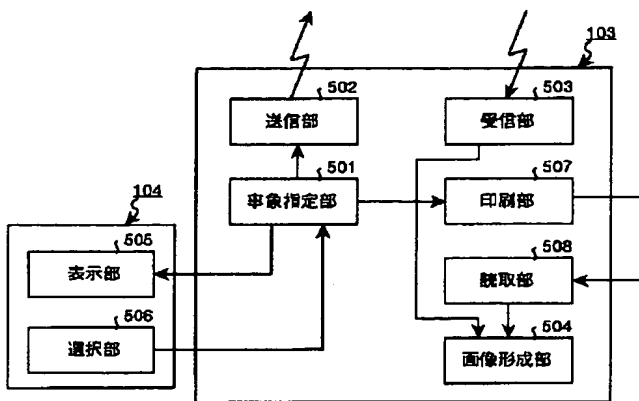 103
502
送信部
503
受信部
501
事象指定部
507
印刷部
104
505
表示部
508
読取部
506
選択部
504
画像形成部